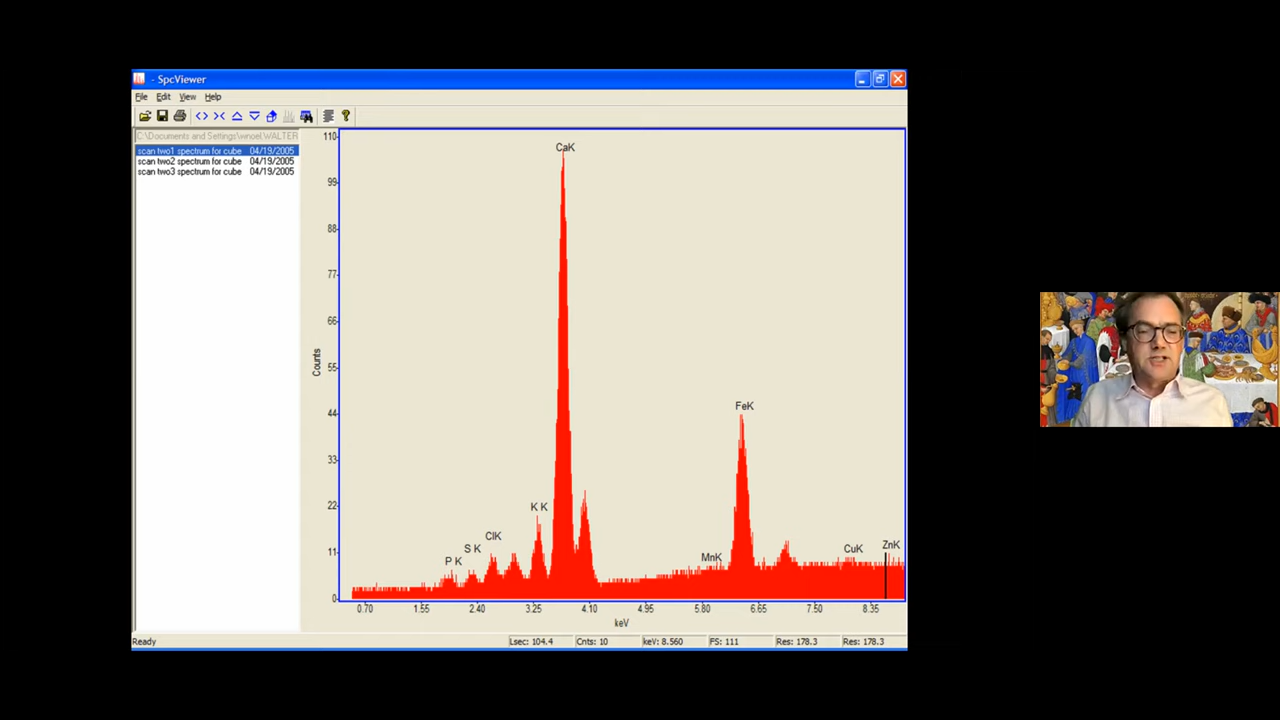 - SpcViewer
File Edit View Help
C:\Documents and Settings\wnoel.WALTER
scan two1 spectrum for cube 04/19/2005
scan two2 spectrum for cube 04/19/2005
scan two3 spectrum for cube 04/19/2005
110
99
88
77
66
55
44
33
22
11
0
Counts
P K
S K
ClK
K K
CaK
MnK
FeK
CuK
ZnK
0.70 1.55 2.40 3.25 4.10 4.95 5.80 6.65 7.50 8.35
keV
Ready Lsec: 104.4 Cnts: 10 keV: 8.560 FS: 111 Res: 178.3 Res: 178.3